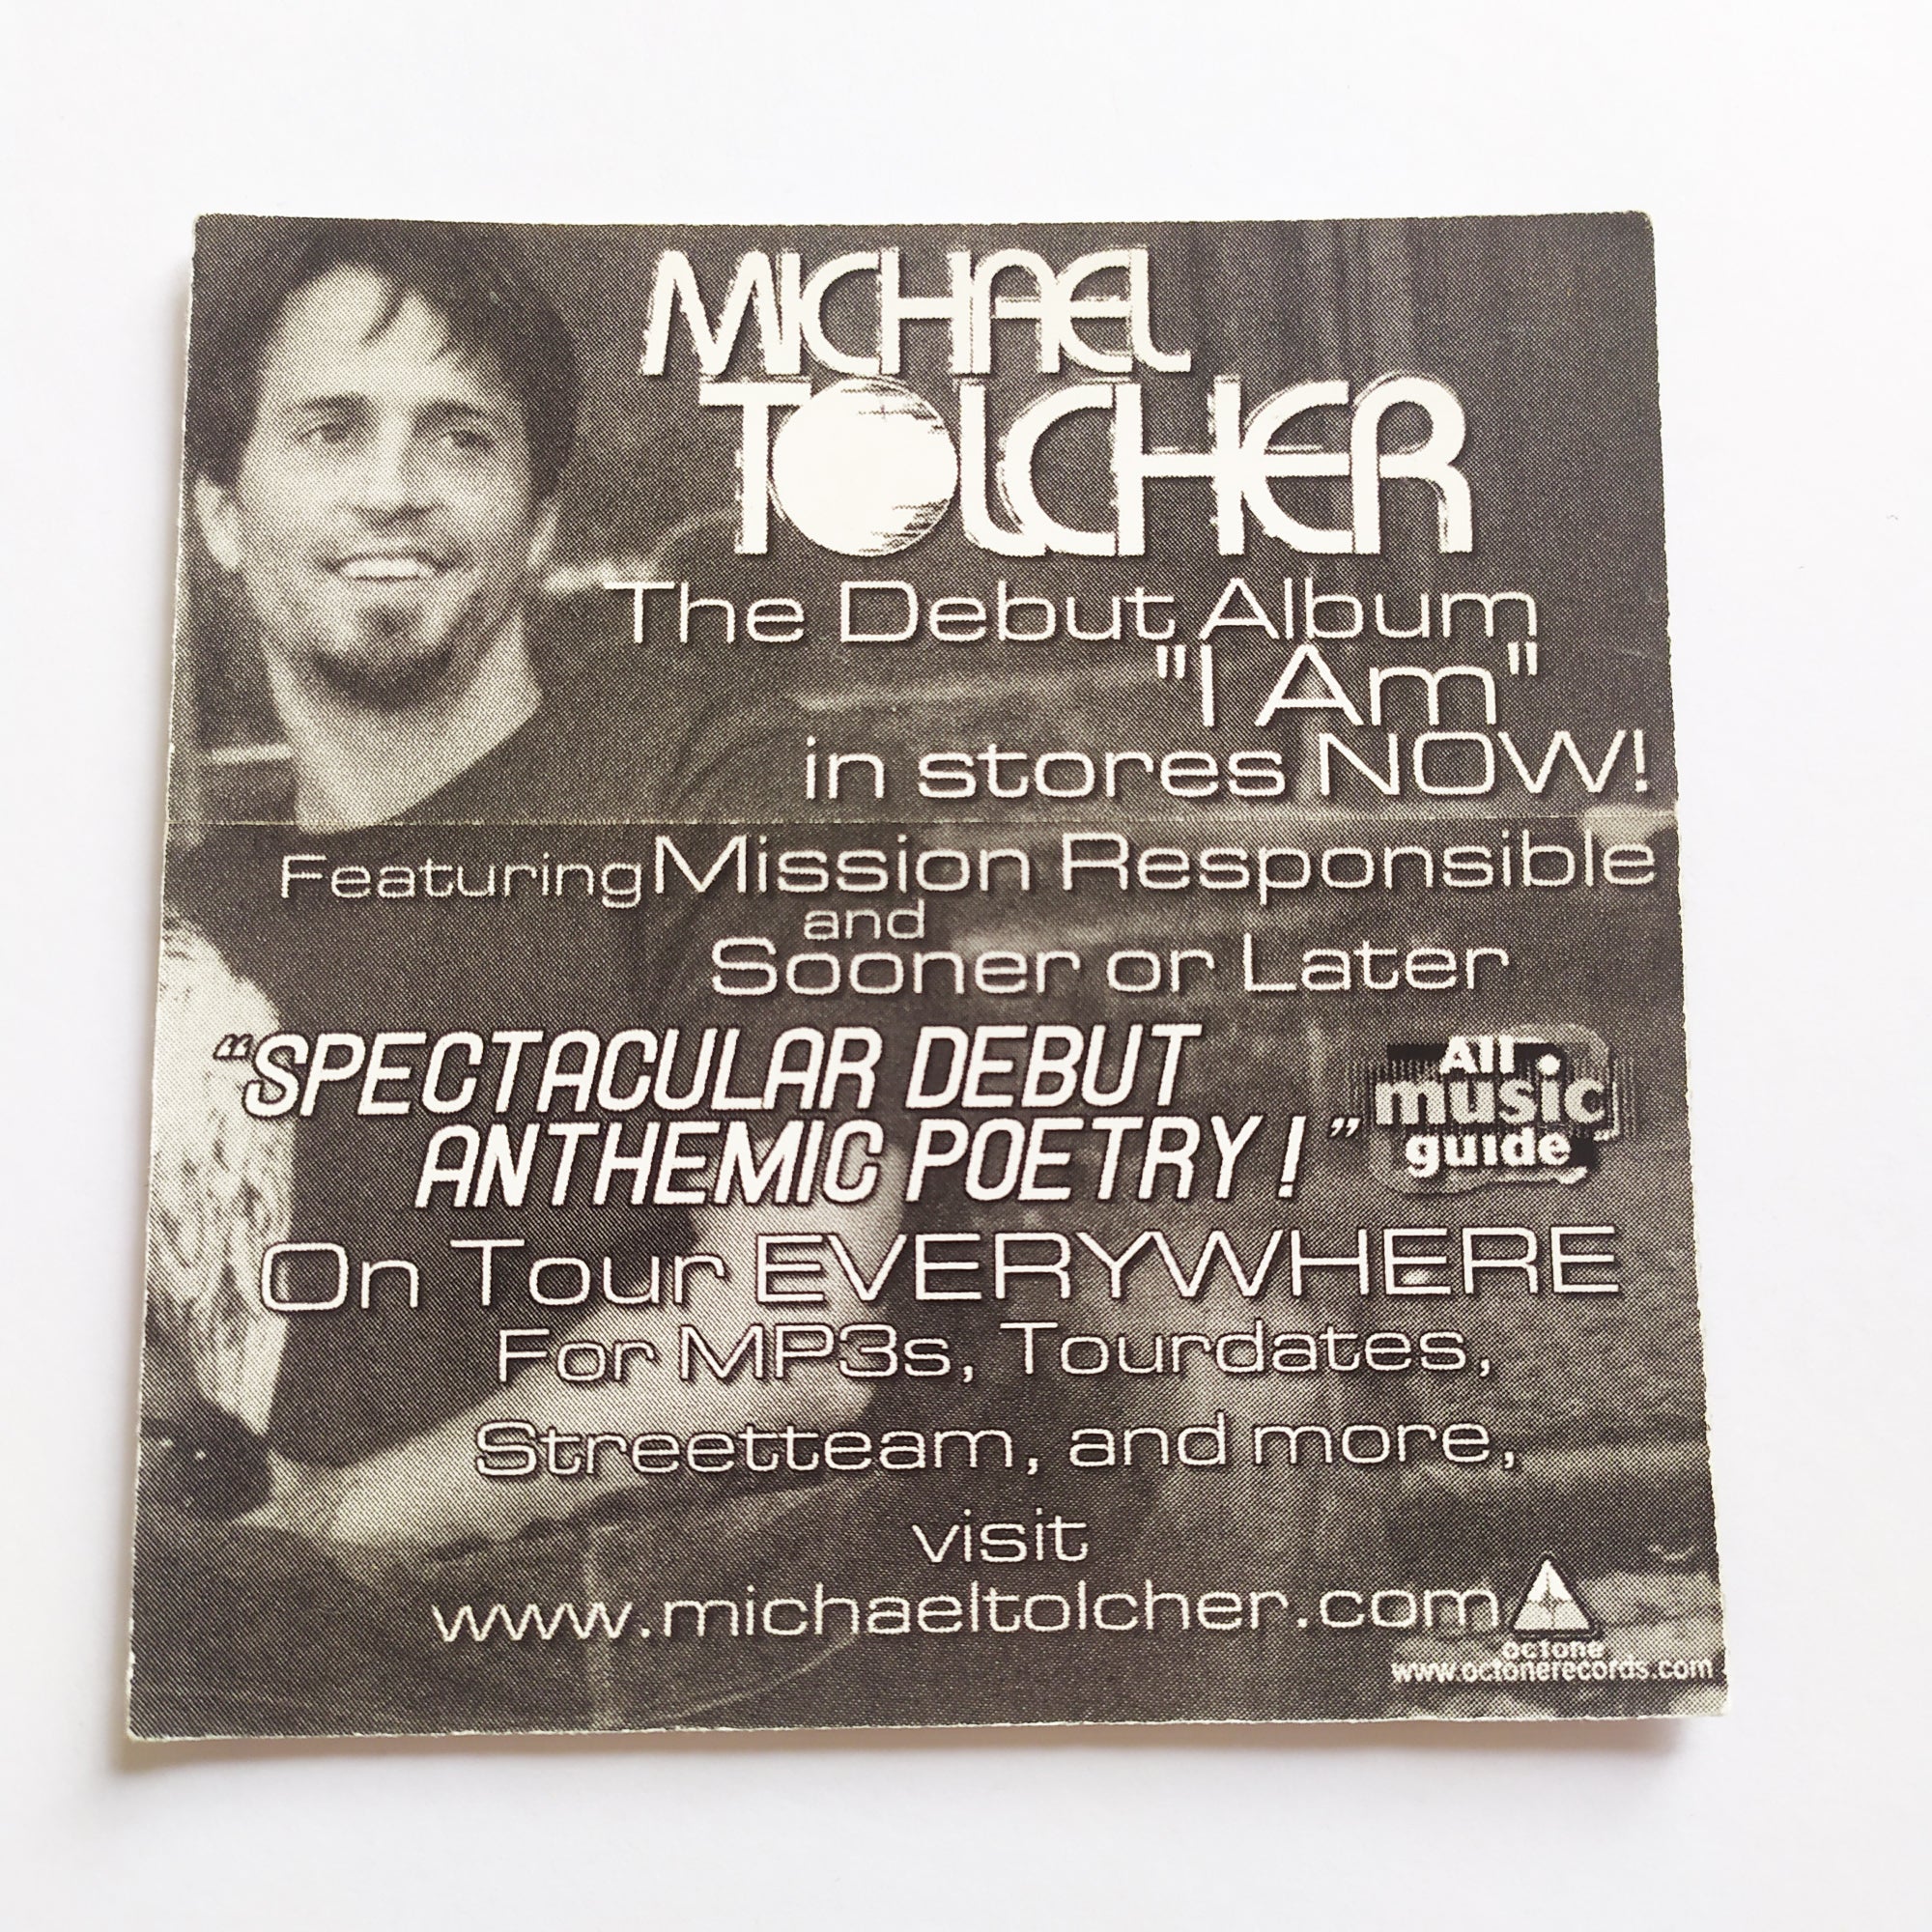 MICHAEL
TOLCHER
The Debut Album
"I Am"
in stores NOW!
Featuring Mission Responsible
and
Sooner or Later
“SPECTACULAR DEBUT
ANTHEMIC POETRY!”
All
music
guide
On Tour EVERYWHERE
For MP3s, Tourdates,
Streetteam, and more,
visit
www.michaeltolcher.com
octone
www.octonerecords.com